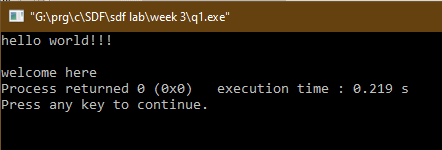 "G:\prg\c\SDF\sdf lab\week 3\q1.exe"
hello world!!!
welcome here
Process returned 0 (0x0)   execution time : 0.219 s
Press any key to continue.